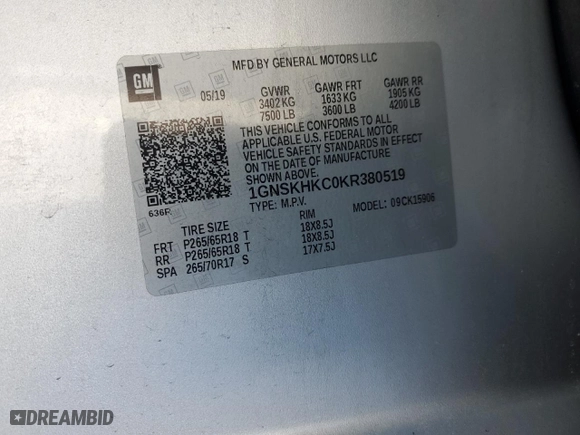 GM
MFD BY GENERAL MOTORS LLC
05/19 GVWR GAWR FRT GAWR RR
3402 KG 1633 KG 1905 KG
7500 LB 3600 LB 4200 LB
THIS VEHICLE CONFORMS TO ALL
APPLICABLE U.S. FEDERAL MOTOR
VEHICLE SAFETY STANDARDS IN EFFECT
ON THE DATE OF MANUFACTURE
SHOWN ABOVE.
1GNSKHKC0KR380519
636F
TYPE: M.P.V. MODEL: 09CK15906
TIRE SIZE RIM
FRT P265/65R18 T 18X8.5J
RR P265/65R18 T 18X8.5J
SPA 265/70R17 S 17X7.5J
DREAMBID